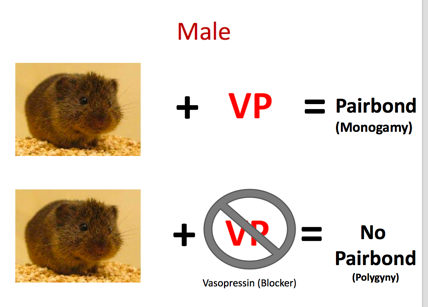 Male
+ VP = Pairbond
(Monogamy)
+ VP = No
Pairbond
(Polygyny)
Vasopressin (Blocker)